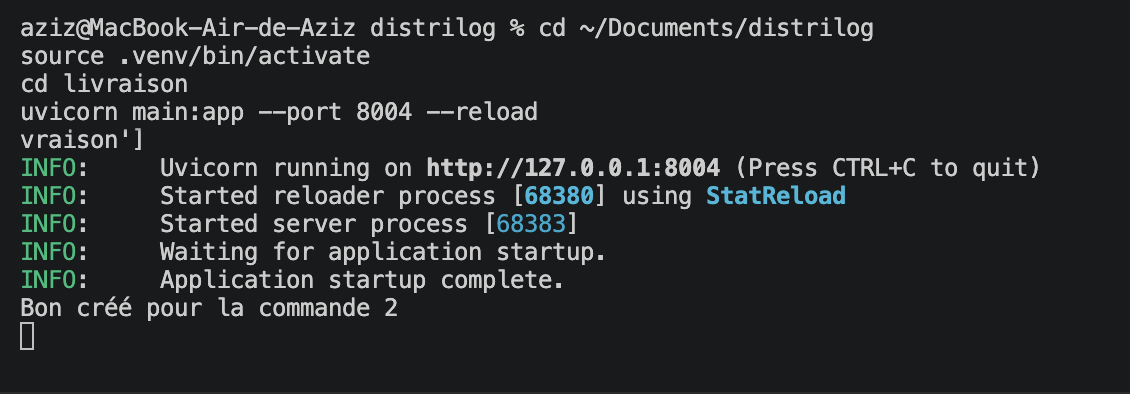 aziz@MacBook-Air-de-Aziz distrilog % cd ~/Documents/distrilog
source .venv/bin/activate
cd livraison
uvicorn main:app --port 8004 --reload
vraison']
INFO:     Uvicorn running on http://127.0.0.1:8004 (Press CTRL+C to quit)
INFO:     Started reloader process [68380] using StatReload
INFO:     Started server process [68383]
INFO:     Waiting for application startup.
INFO:     Application startup complete.
Bon créé pour la commande 2